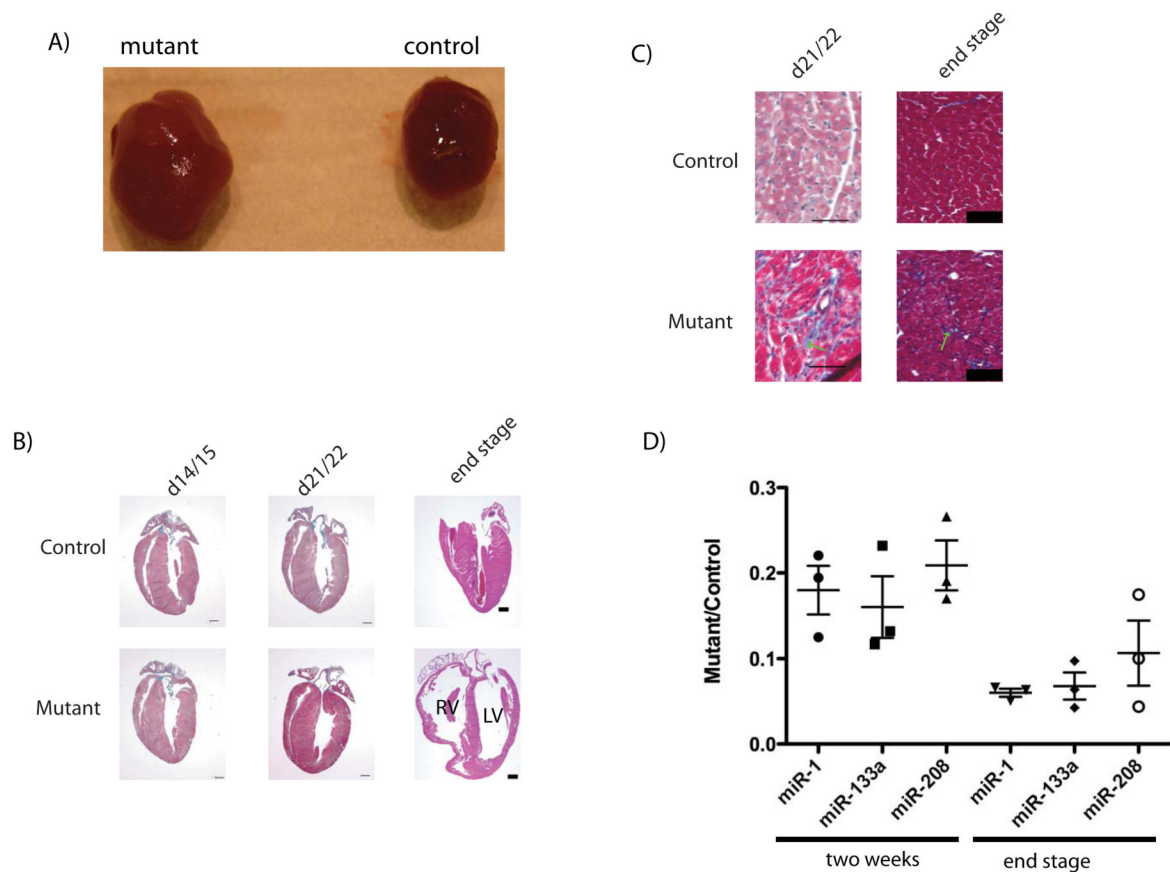 A)
mutant
control
B)
d14/15
d21/22
end stage
Control
Mutant
RV
LV
C)
d21/22
end stage
Control
Mutant
D)
Mutant/Control
0.3
0.2
0.1
0.0
miR-1
miR-133a
miR-208
miR-1
miR-133a
miR-208
two weeks
end stage